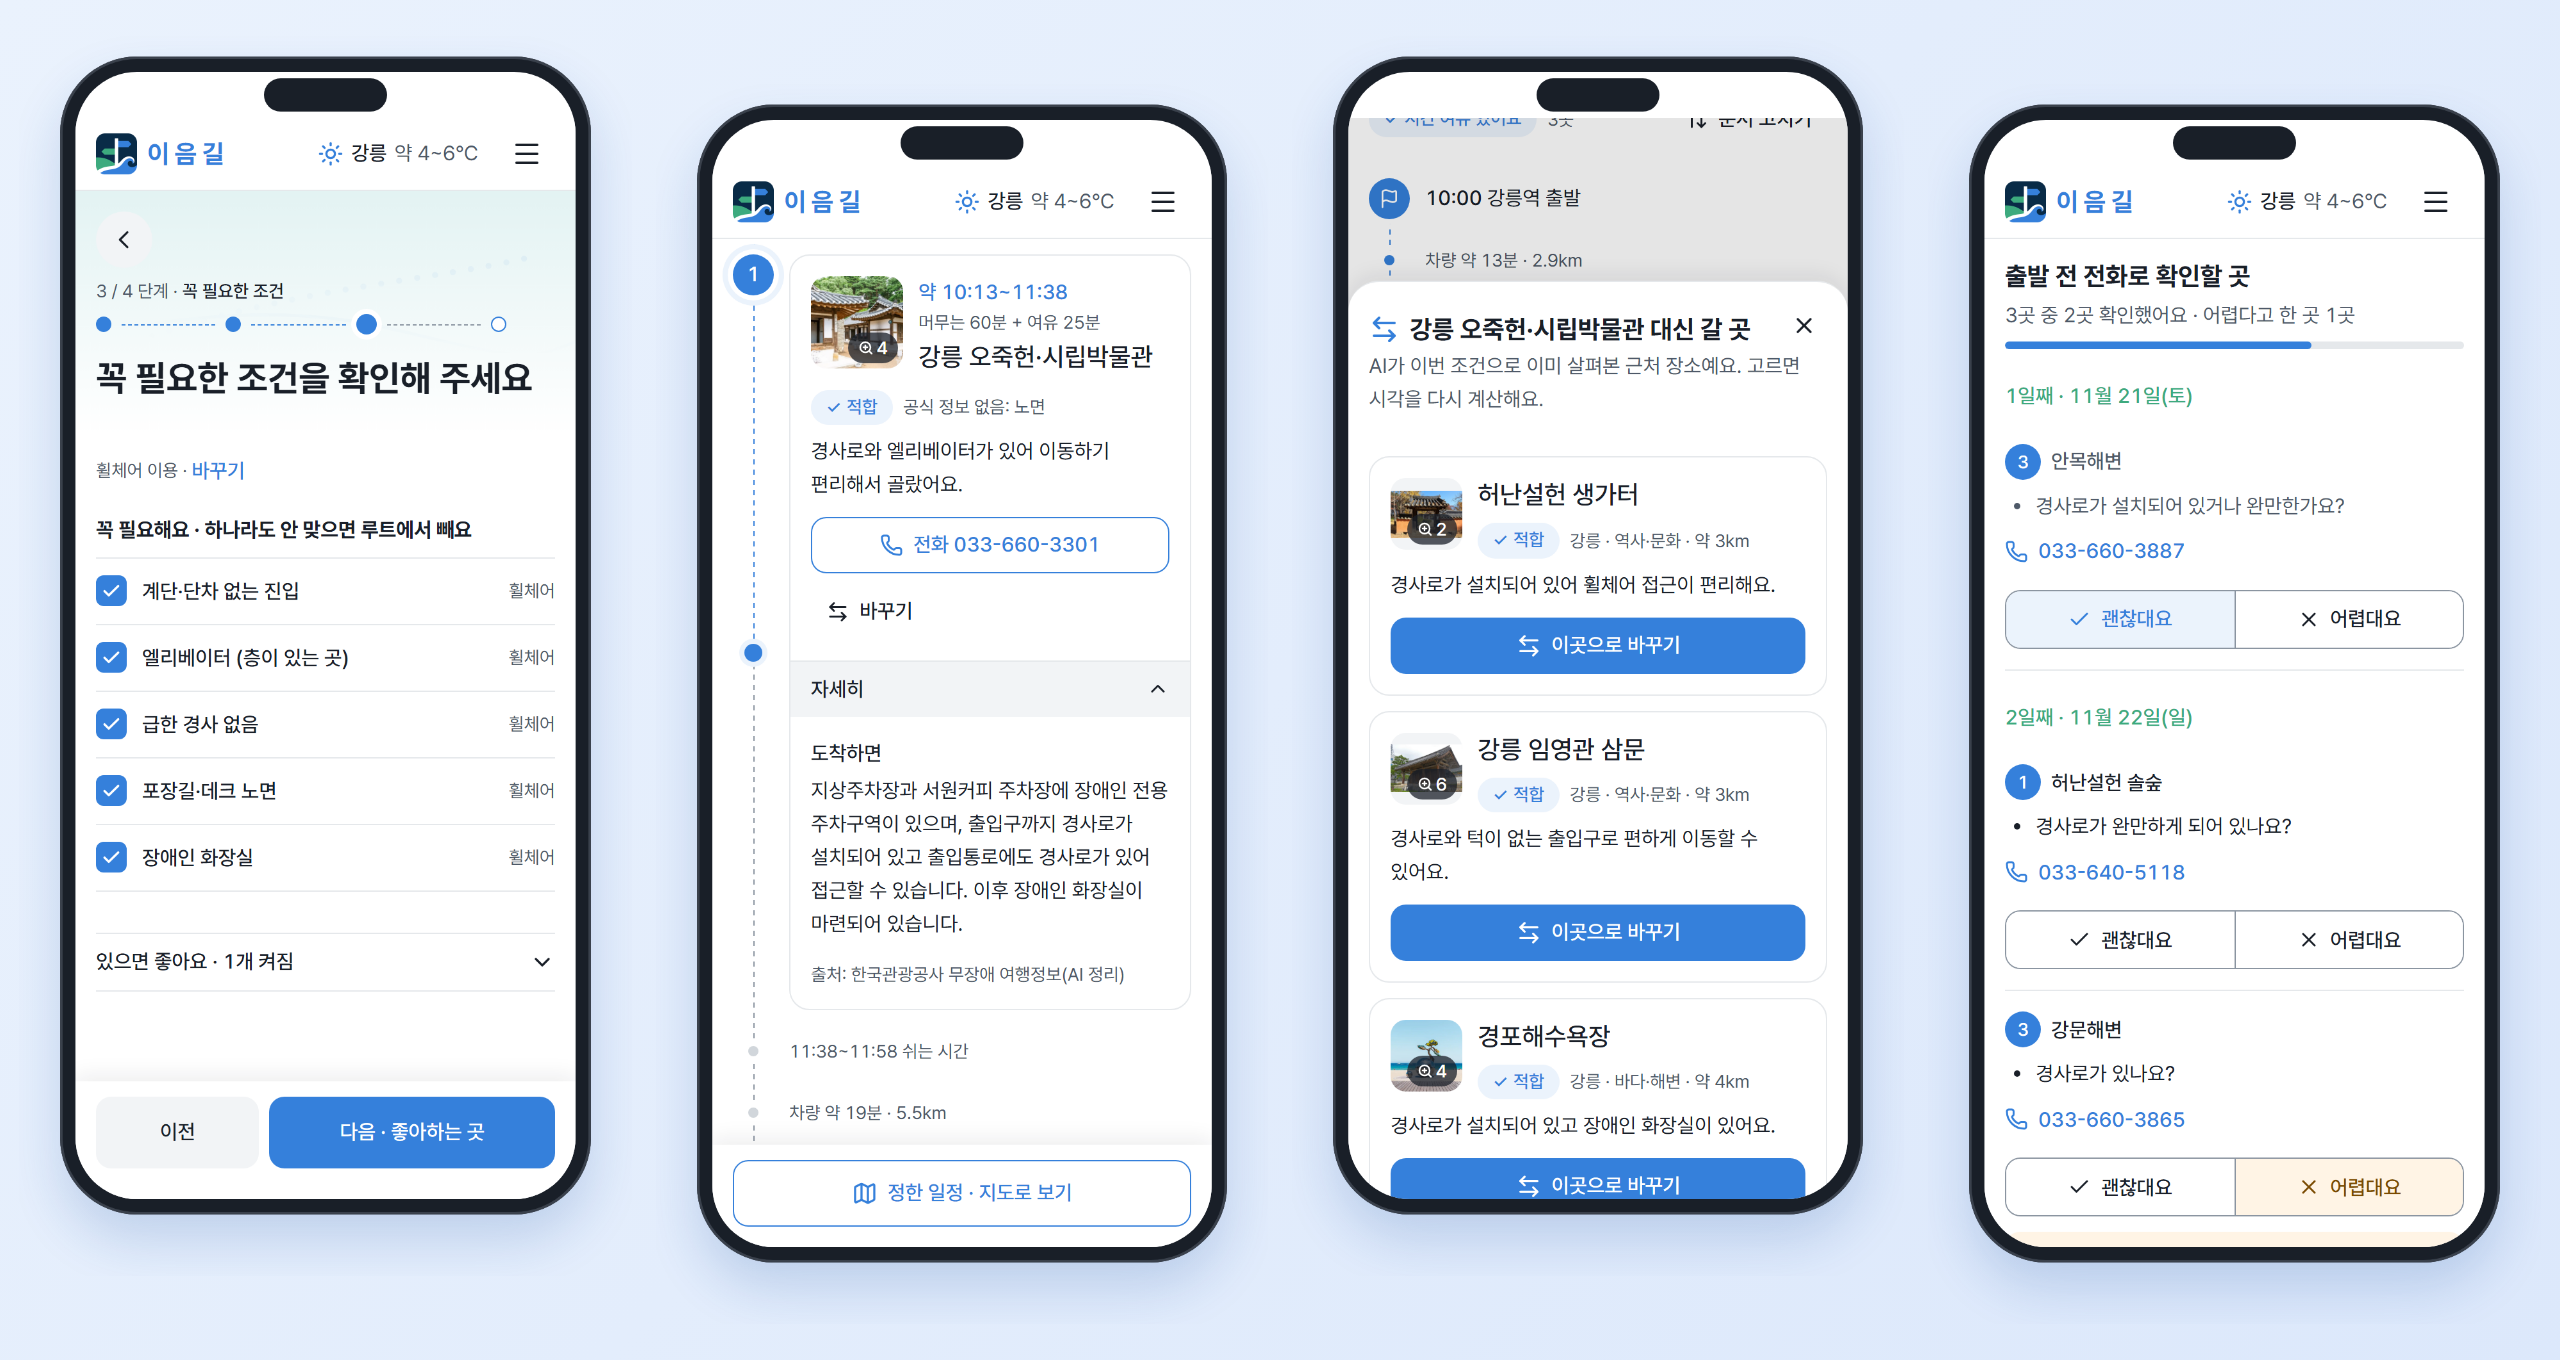 이음길
강릉 약 4~6°C
3 / 4 단계 · 꼭 필요한 조건
꼭 필요한 조건을 확인해 주세요
휠체어 이용 · 바꾸기
꼭 필요해요 · 하나라도 안 맞으면 루트에서 빼요
계단·단차 없는 진입 휠체어
엘리베이터 (층이 있는 곳) 휠체어
급한 경사 없음 휠체어
포장길·데크 노면 휠체어
장애인 화장실 휠체어
있으면 좋아요 · 1개 켜짐
이전
다음 · 좋아하는 곳
이음길
강릉 약 4~6°C
1
4
약 10:13~11:38
머무는 60분 + 여유 25분
강릉 오죽헌·시립박물관
적합 공식 정보 없음: 노면
경사로와 엘리베이터가 있어 이동하기
편리해서 골랐어요.
전화 033-660-3301
바꾸기
자세히
도착하면
지상주차장과 서원커피 주차장에 장애인 전용
주차구역이 있으며, 출입구까지 경사로가
설치되어 있고 출입통로에도 경사로가 있어
접근할 수 있습니다. 이후 장애인 화장실이
마련되어 있습니다.
출처: 한국관광공사 무장애 여행정보(AI 정리)
11:38~11:58 쉬는 시간
차량 약 19분 · 5.5km
정한 일정 · 지도로 보기
시간 여유 있어요 3곳 순서 고치기
10:00 강릉역 출발
차량 약 13분 · 2.9km
강릉 오죽헌·시립박물관 대신 갈 곳
AI가 이번 조건으로 이미 살펴본 근처 장소예요. 고르면
시각을 다시 계산해요.
허난설헌 생가터
2
적합 강릉 · 역사·문화 · 약 3km
경사로가 설치되어 있어 휠체어 접근이 편리해요.
이곳으로 바꾸기
강릉 임영관 삼문
6
적합 강릉 · 역사·문화 · 약 3km
경사로와 턱이 없는 출입구로 편하게 이동할 수
있어요.
이곳으로 바꾸기
경포해수욕장
4
적합 강릉 · 바다·해변 · 약 4km
경사로가 설치되어 있고 장애인 화장실이 있어요.
이곳으로 바꾸기
이음길
강릉 약 4~6°C
출발 전 전화로 확인할 곳
3곳 중 2곳 확인했어요 · 어렵다고 한 곳 1곳
1일째 · 11월 21일(토)
3 안목해변
• 경사로가 설치되어 있거나 완만한가요?
033-660-3887
괜찮대요 어렵대요
2일째 · 11월 22일(일)
1 허난설헌 솔숲
• 경사로가 완만하게 되어 있나요?
033-640-5118
괜찮대요 어렵대요
3 강문해변
• 경사로가 있나요?
033-660-3865
괜찮대요 어렵대요